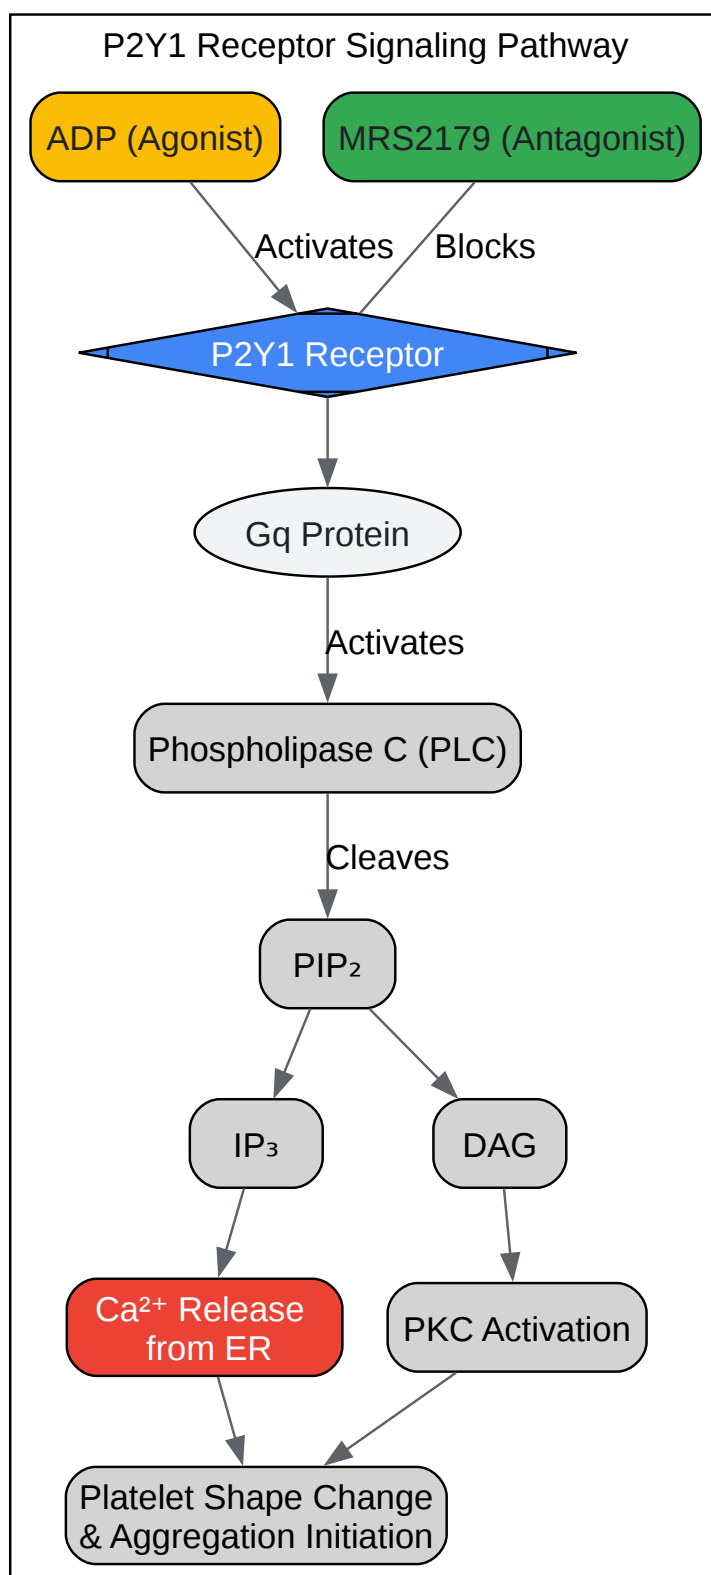 P2Y1 Receptor Signaling Pathway
ADP (Agonist)
MRS2179 (Antagonist)
Activates
Blocks
P2Y1 Receptor
Gq Protein
Activates
Phospholipase C (PLC)
Cleaves
PIP₂
IP₃
DAG
Ca²⁺ Release
from ER
PKC Activation
Platelet Shape Change
& Aggregation Initiation